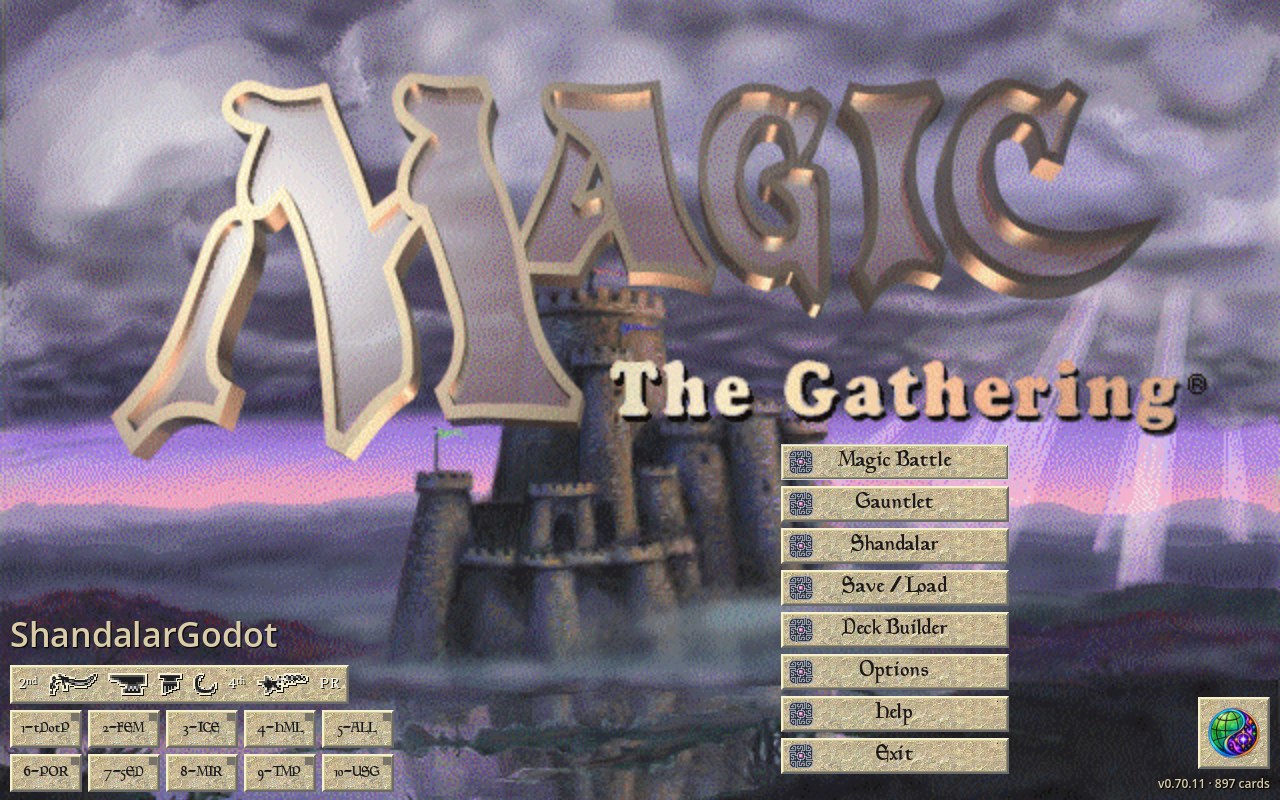 MAGIC
The Gathering®
Magic Battle
Gauntlet
Shandalar
Save / Load
Deck Builder
Options
Help
Exit
ShandalarGodot
2nd 4th PR
1-tDotP 2-FEM 3-ICE 4-hML 5-ALL
6-POR 7-5ED 8-MIR 9-TMP 10-USG
v0.70.11 · 897 cards